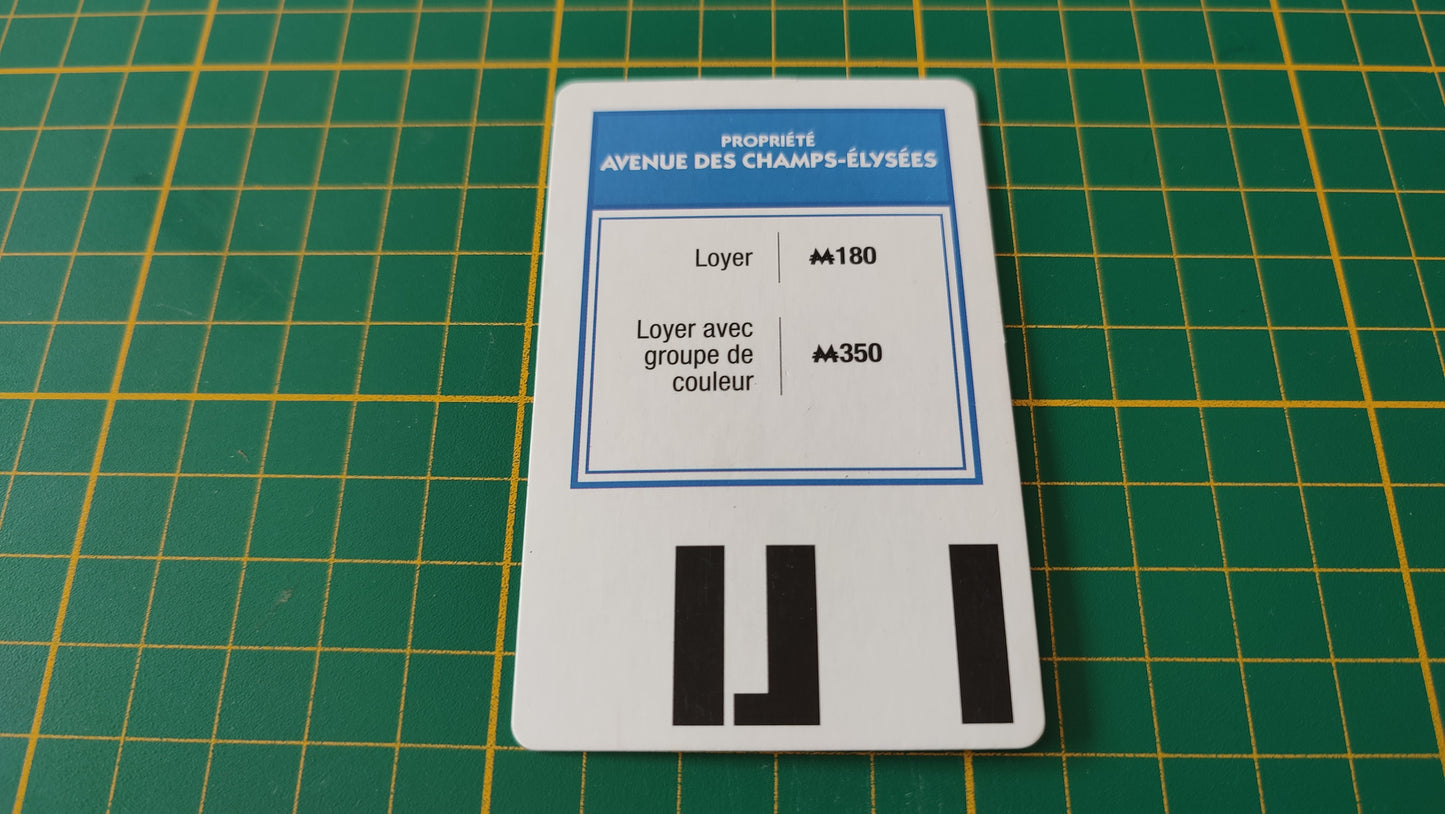 PROPRIÉTÉ
AVENUE DES CHAMPS-ÉLYSÉES
Loyer ₩180
Loyer avec
groupe de ₩350
couleur